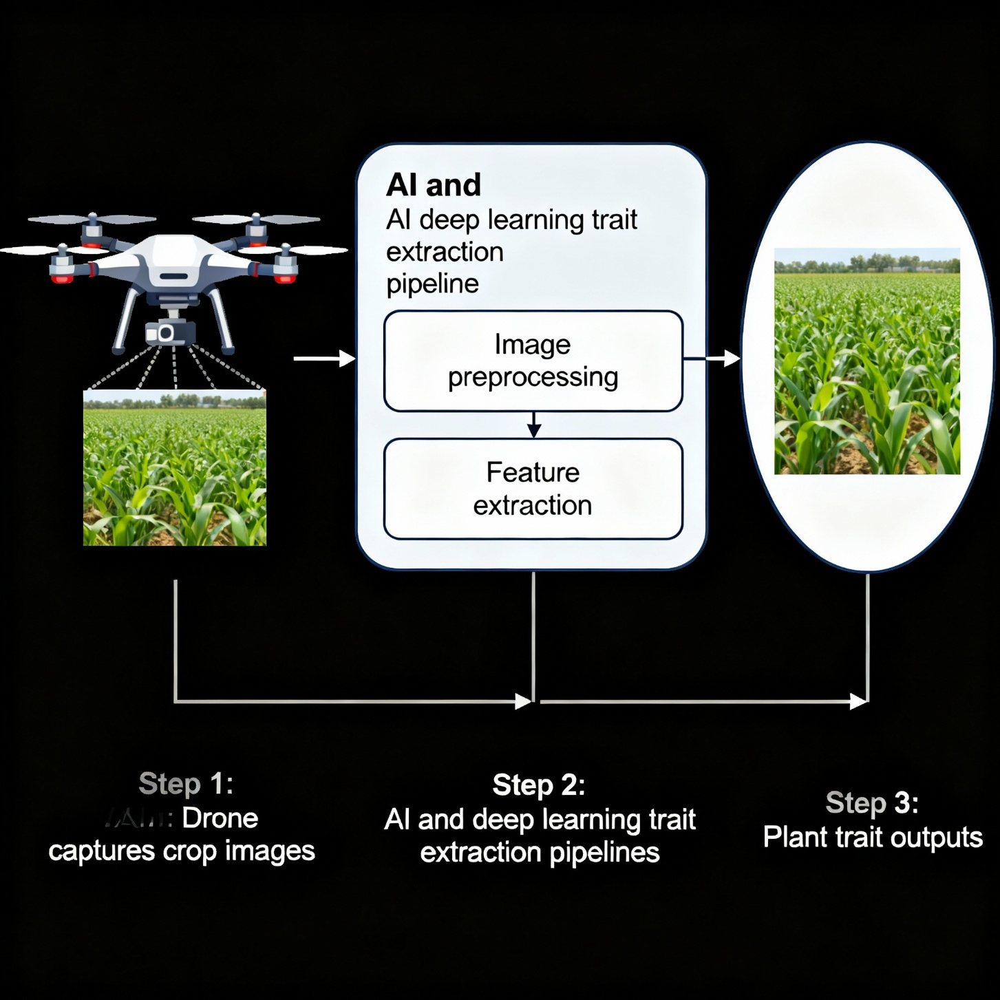 AI and
AI deep learning trait
extraction
pipeline
Image
preprocessing
Feature
extraction
Step 1:
: Drone
captures crop images
Step 2:
AI and deep learning trait
extraction pipelines
Step 3:
Plant trait outputs